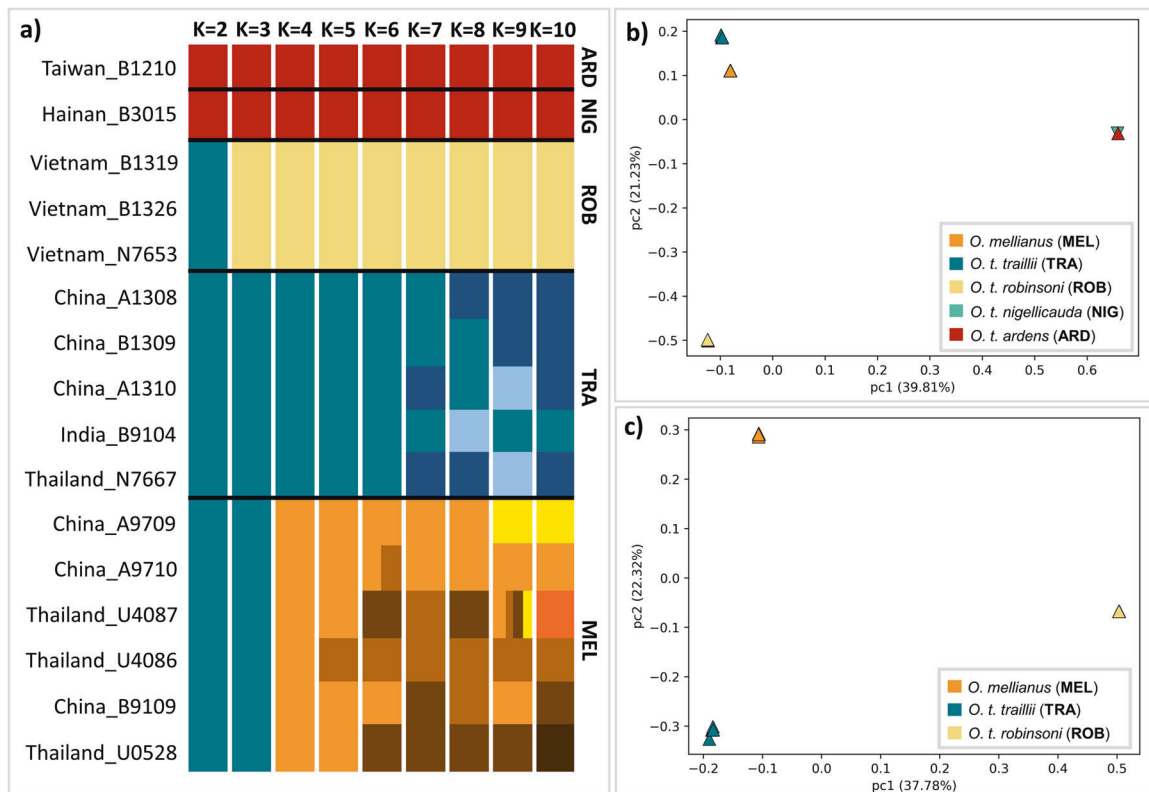 a)
K=2 K=3 K=4 K=5 K=6 K=7 K=8 K=9 K=10
Taiwan_B1210
Hainan_B3015
Vietnam_B1319
Vietnam_B1326
Vietnam_N7653
China_A1308
China_B1309
China_A1310
India_B9104
Thailand_N7667
China_A9709
China_A9710
Thailand_U4087
Thailand_U4086
China_B9109
Thailand_U0528
ARD
NIG
ROB
TRA
MEL
b)
0.2
0.1
0.0
−0.1
−0.2
−0.3
−0.4
−0.5
pc2 (21.23%)
−0.1 0.0 0.1 0.2 0.3 0.4 0.5 0.6
pc1 (39.81%)
O. mellianus (MEL)
O. t. traillii (TRA)
O. t. robinsoni (ROB)
O. t. nigellicauda (NIG)
O. t. ardens (ARD)
c)
0.3
0.2
0.3
0.0
−0.1
−0.2
−0.3
pc2 (22.32%)
−0.2 −0.1 0.0 0.1 0.2 0.3 0.4 0.5
pc1 (37.78%)
O. mellianus (MEL)
O. t. traillii (TRA)
O. t. robinsoni (ROB)